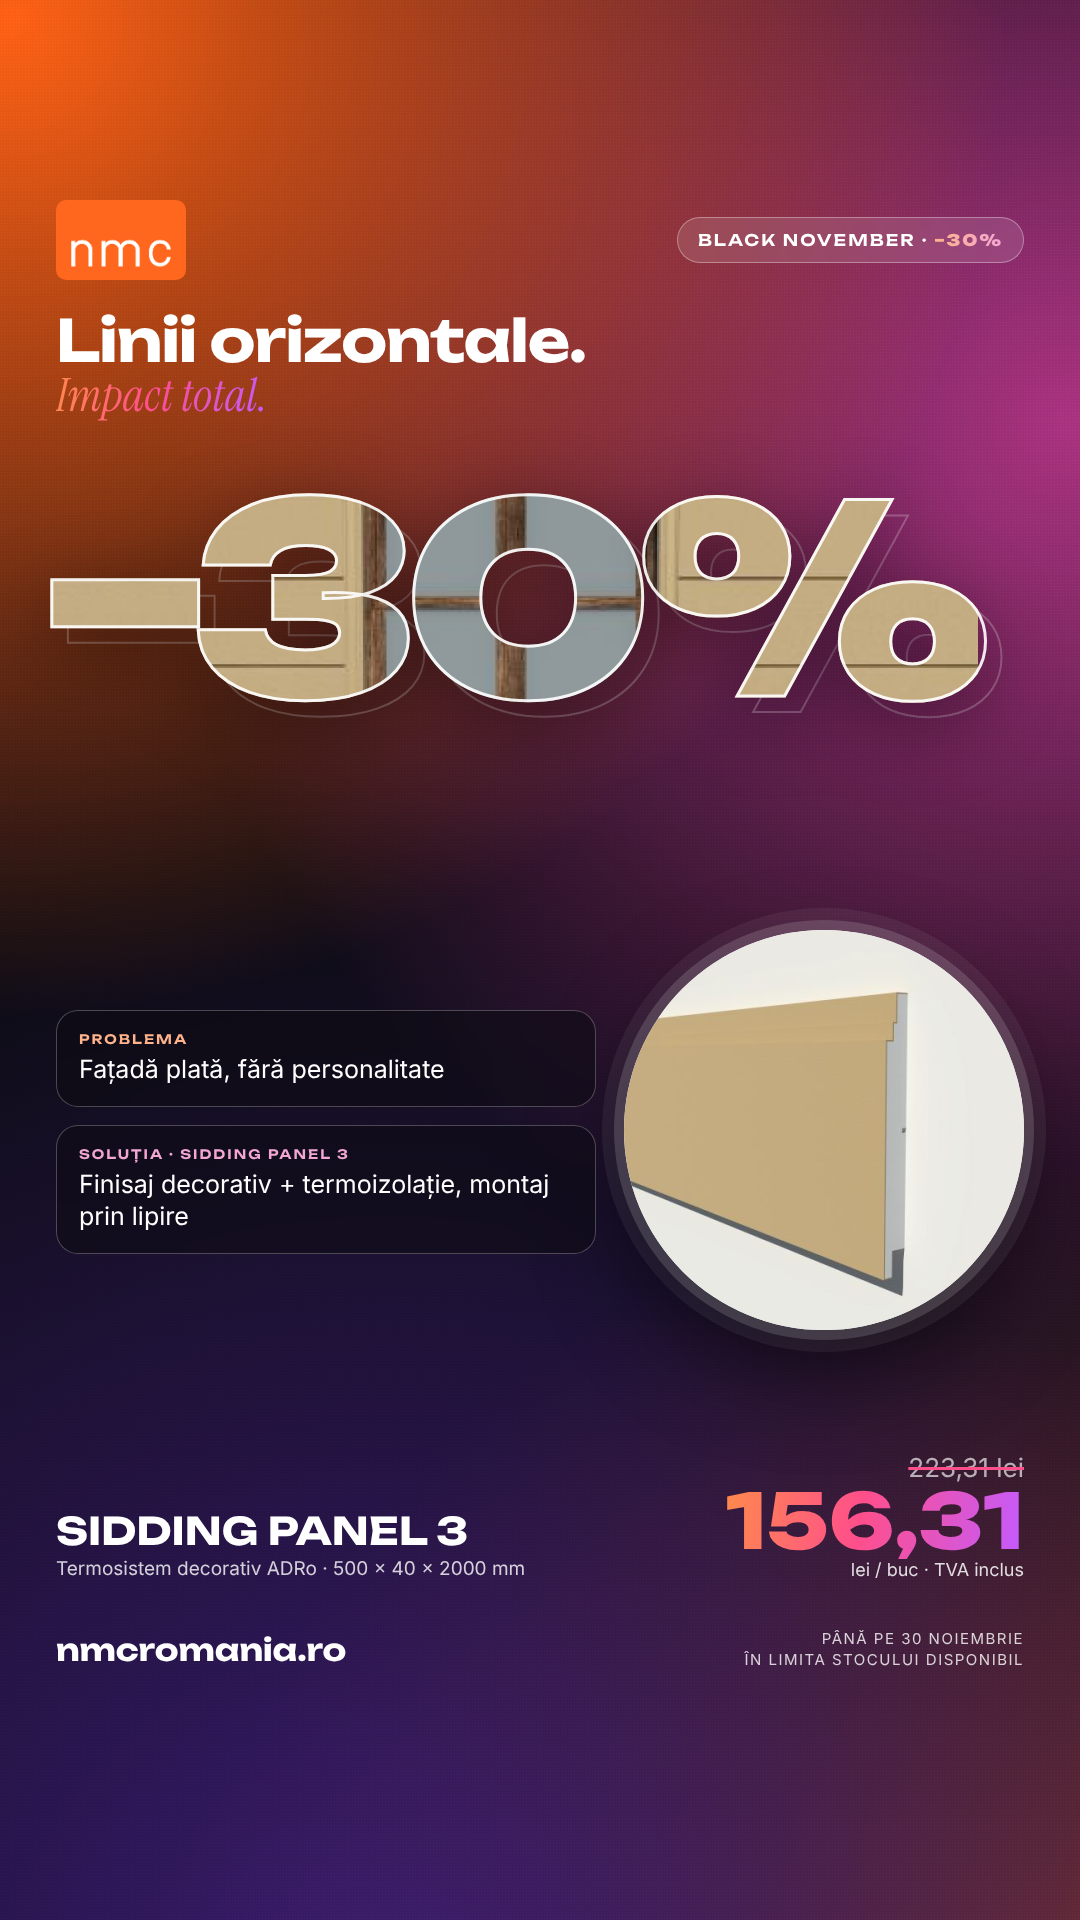 nmc
BLACK NOVEMBER · -30%
Linii orizontale.
Impact total.
-30%
PROBLEMA
Fațadă plată, fără personalitate
SOLUȚIA · SIDDING PANEL 3
Finisaj decorativ + termoizolație, montaj
prin lipire
223,31 lei
156,31
SIDDING PANEL 3
Termosistem decorativ ADRo · 500 × 40 × 2000 mm
lei / buc · TVA inclus
nmcromania.ro
PÂNĂ PE 30 NOIEMBRIE
ÎN LIMITA STOCULUI DISPONIBIL